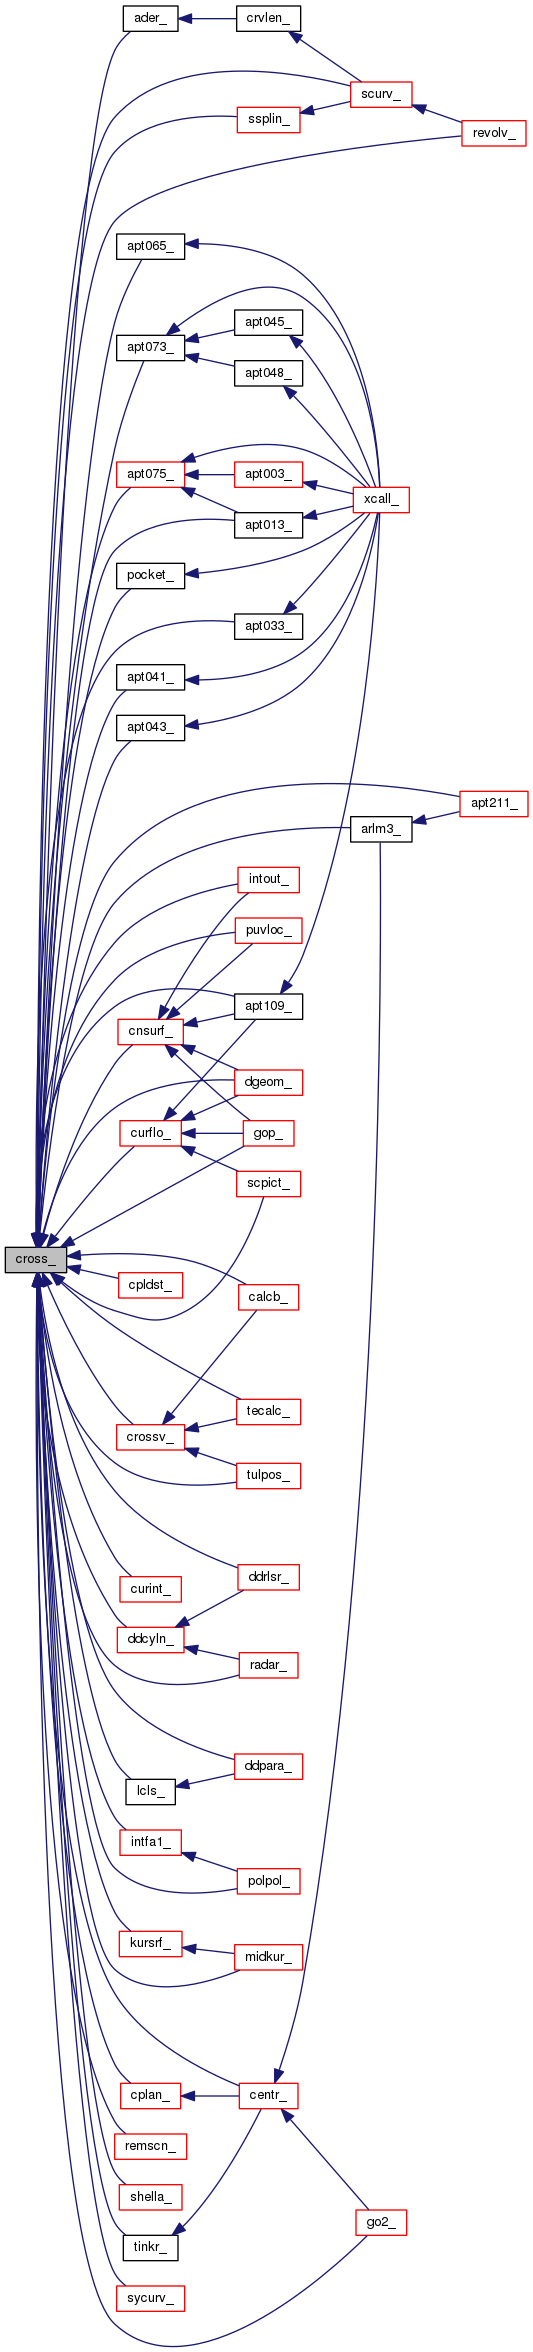 ader_
crvlen_
scurv_
ssplin_
revolv_
apt065_
apt045_
apt073_
apt048_
apt075_
apt003_
xcall_
apt013_
pocket_
apt033_
apt041_
apt043_
apt211_
arlm3_
intout_
puvloc_
apt109_
cnsurf_
dgeom_
curflo_
gop_
scpict_
cross_
cpldst_
calcb_
tecalc_
crossv_
tulpos_
ddrlsr_
curint_
ddcyln_
radar_
ddpara_
lcls_
intfa1_
polpol_
kursrf_
midkur_
cplan_
centr_
remscn_
shella_
go2_
tinkr_
sycurv_